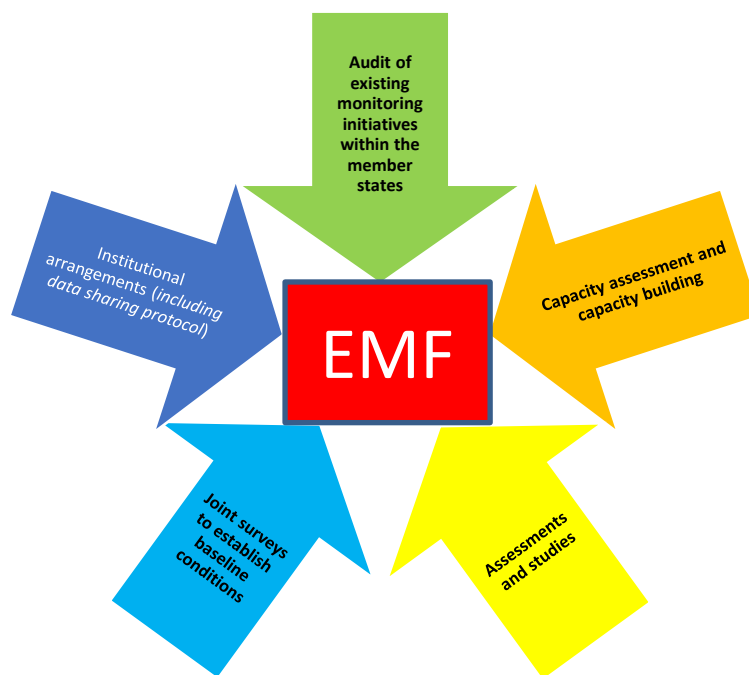 Audit of
existing
monitoring
initiatives
within the
member
states
Institutional
arrangements (including
data sharing protocol)
Capacity assessment and
capacity building
EMF
Joint surveys
to establish
baseline
conditions
Assessments
and studies